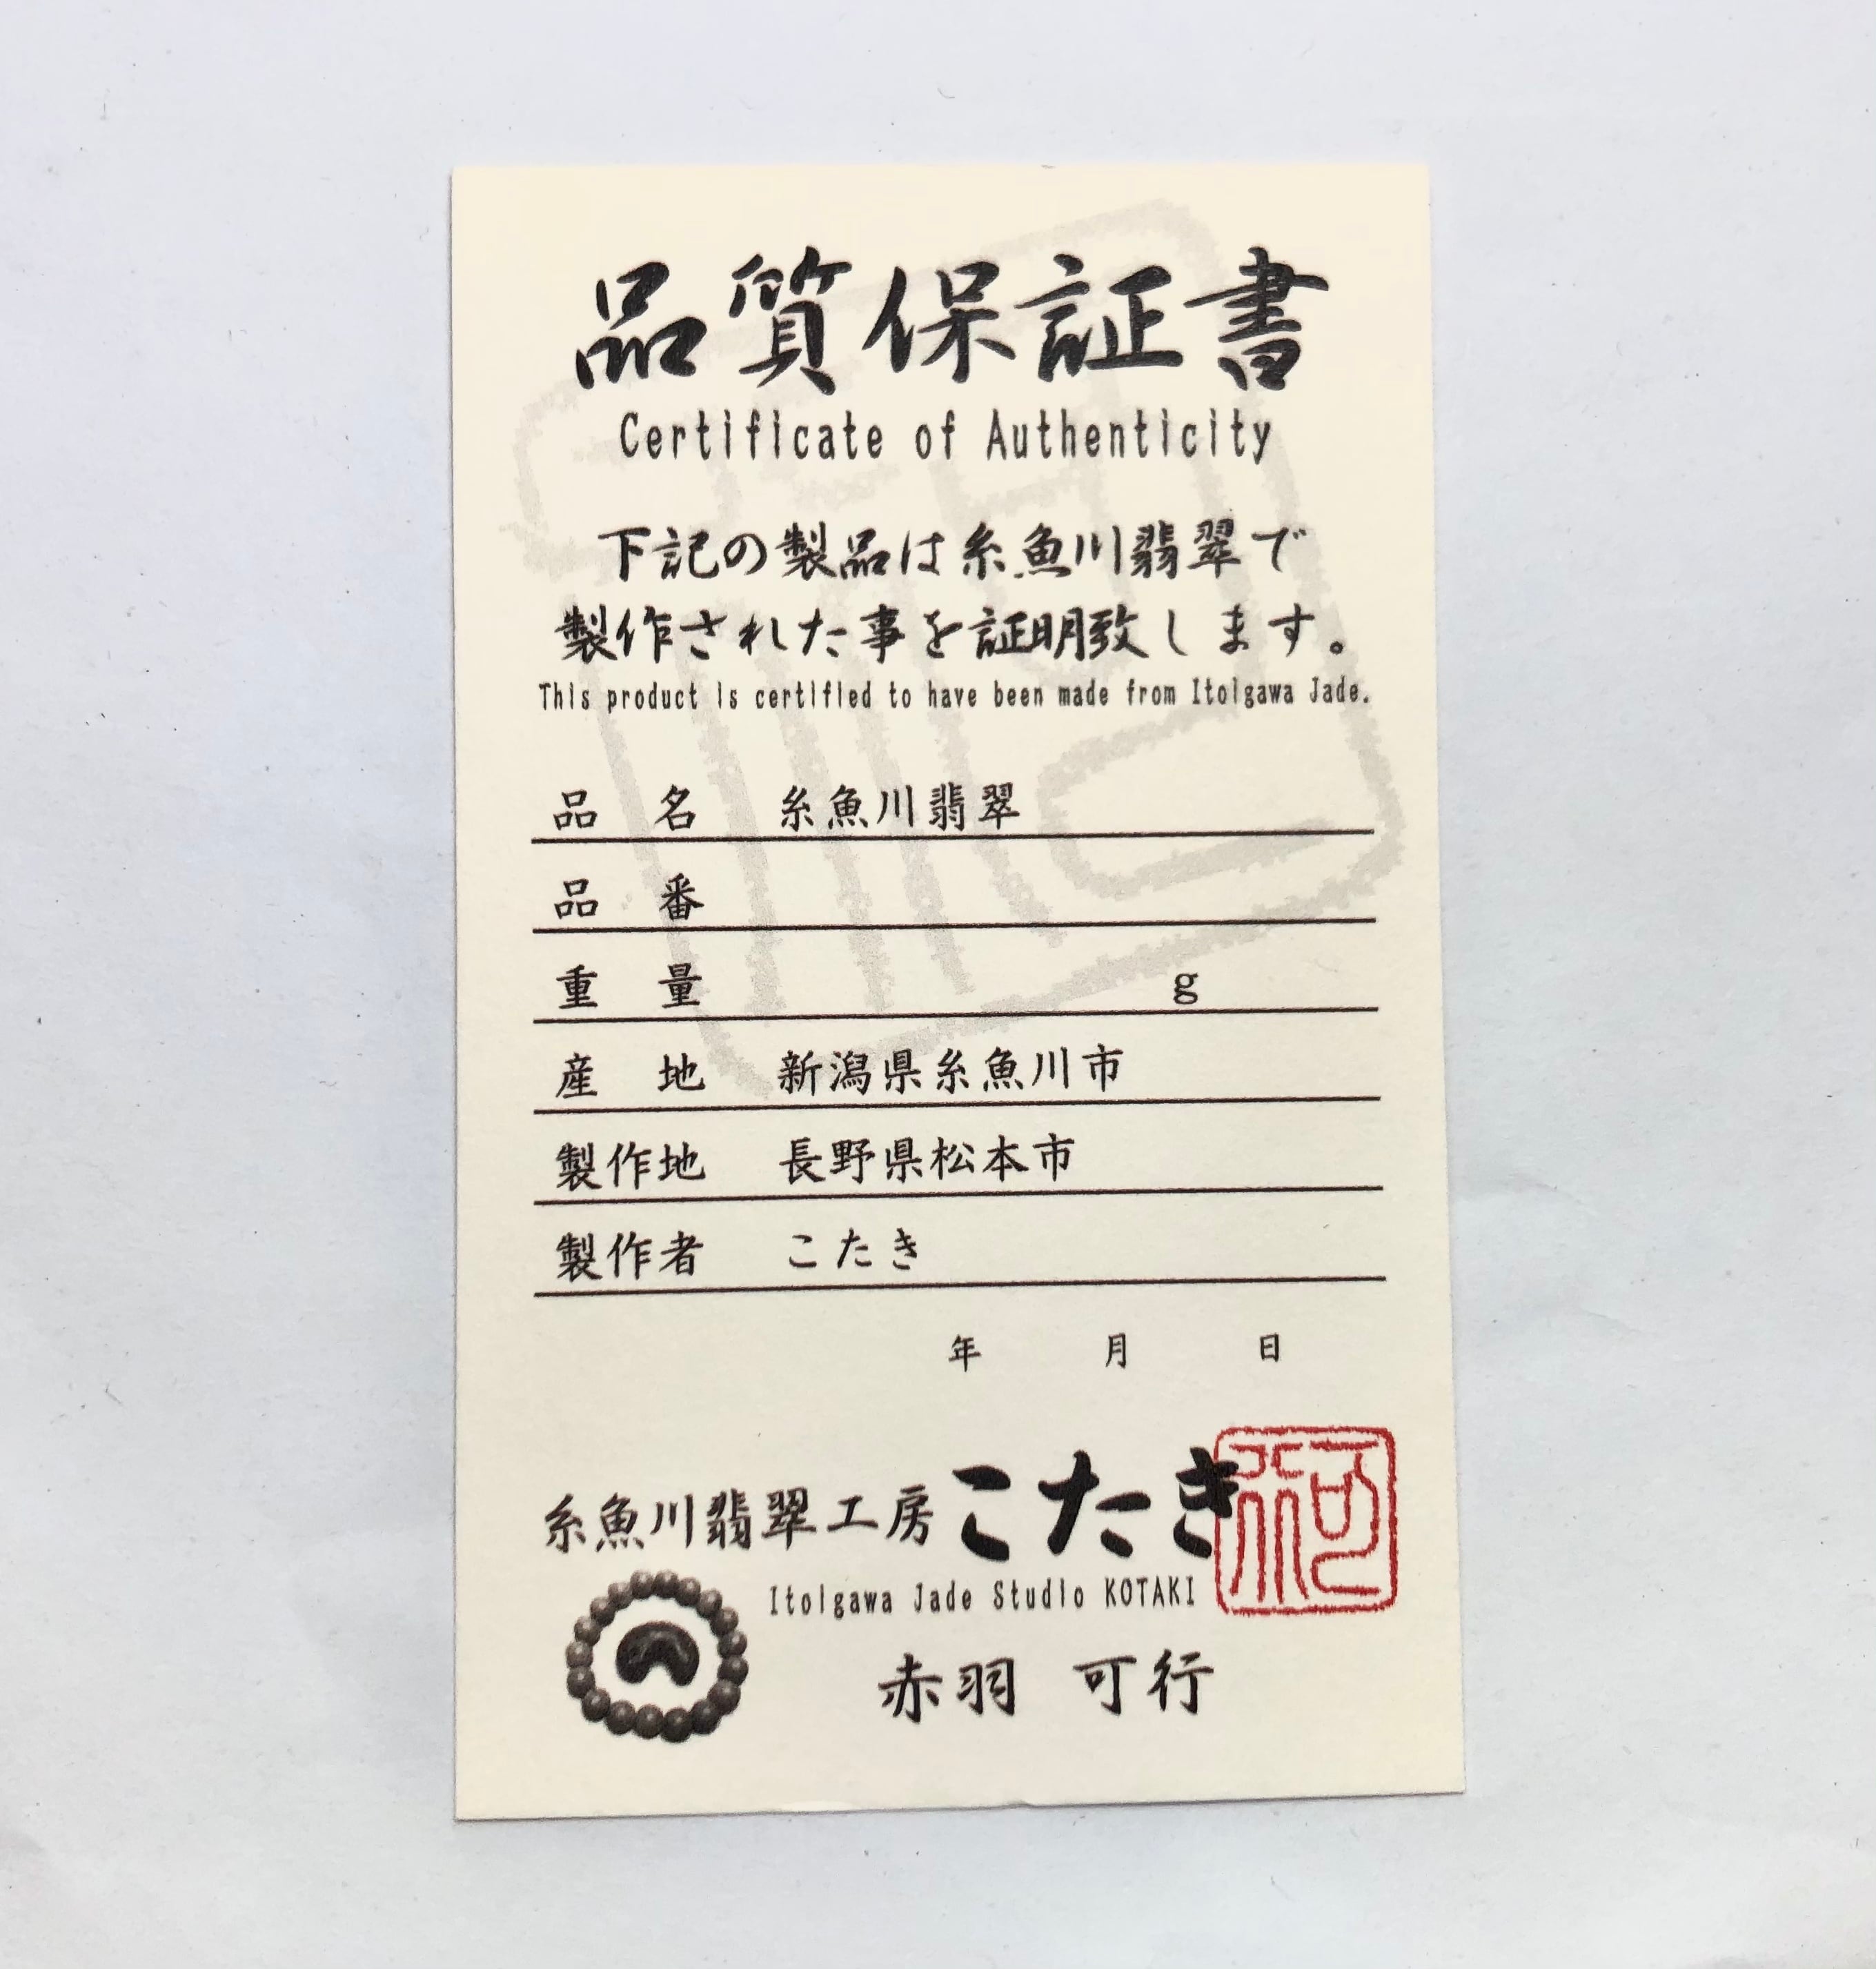 品質保証書
Certificate of Authenticity
下記の製品は糸魚川翡翠で
製作された事を証明致します。
This product is certified to have been made from Itoigawa Jade.
品名 糸魚川翡翠
品番
重量 g
産地 新潟県糸魚川市
製作地 長野県松本市
製作者 こたき
年 月 日
糸魚川翡翠工房こたき
Itoigawa Jade Studio KOTAKI
赤羽 可行